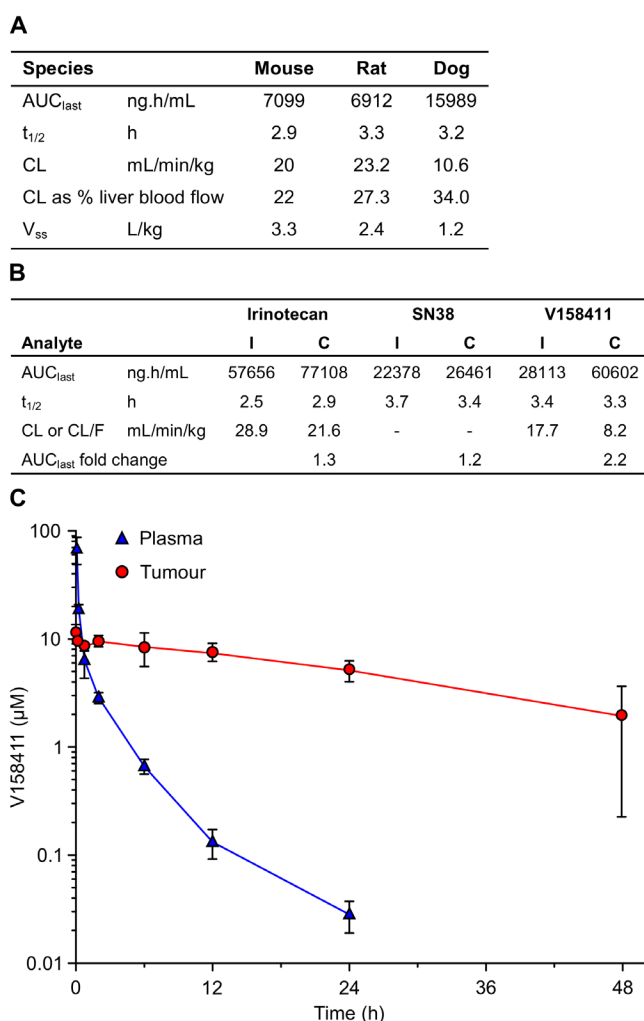 A
Species Mouse Rat Dog
AUClast ng.h/mL 7099 6912 15989
t1/2 h 2.9 3.3 3.2
CL mL/min/kg 20 23.2 10.6
CL as % liver blood flow 22 27.3 34.0
Vss L/kg 3.3 2.4 1.2
B
Irinotecan SN38 V158411
Analyte I C I C I C
AUClast ng.h/mL 57656 77108 22378 26461 28113 60602
t1/2 h 2.5 2.9 3.7 3.4 3.4 3.3
CL or CL/F mL/min/kg 28.9 21.6 - - 17.7 8.2
AUClast fold change 1.3 1.2 2.2
C
Plasma
Tumour
V158411 (µM)
100
10
1
0.1
0.01
0 12 24 36 48
Time (h)